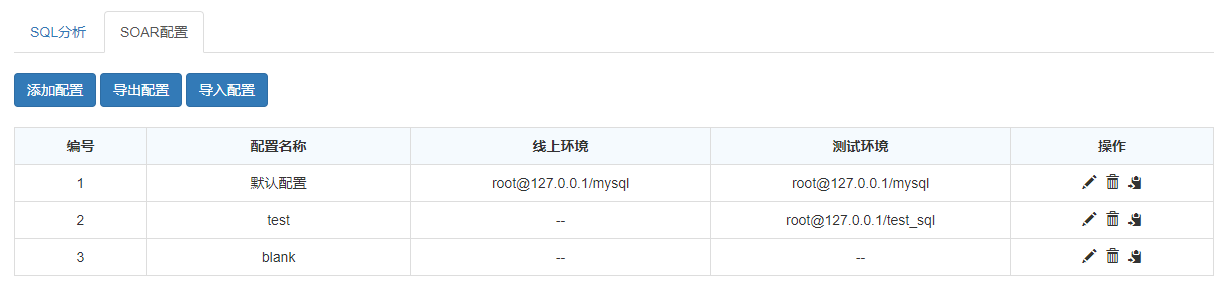 SQL分析 SOAR配置
添加配置 导出配置 导入配置
编号 配置名称 线上环境 测试环境 操作
1 默认配置 root@127.0.0.1/mysql root@127.0.0.1/mysql
2 test -- root@127.0.0.1/test_sql
3 blank -- --